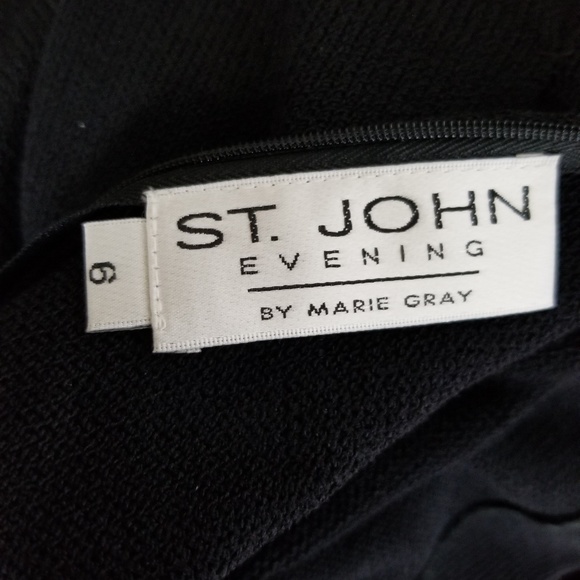 ST. JOHN
EVENING
BY MARIE GRAY
6